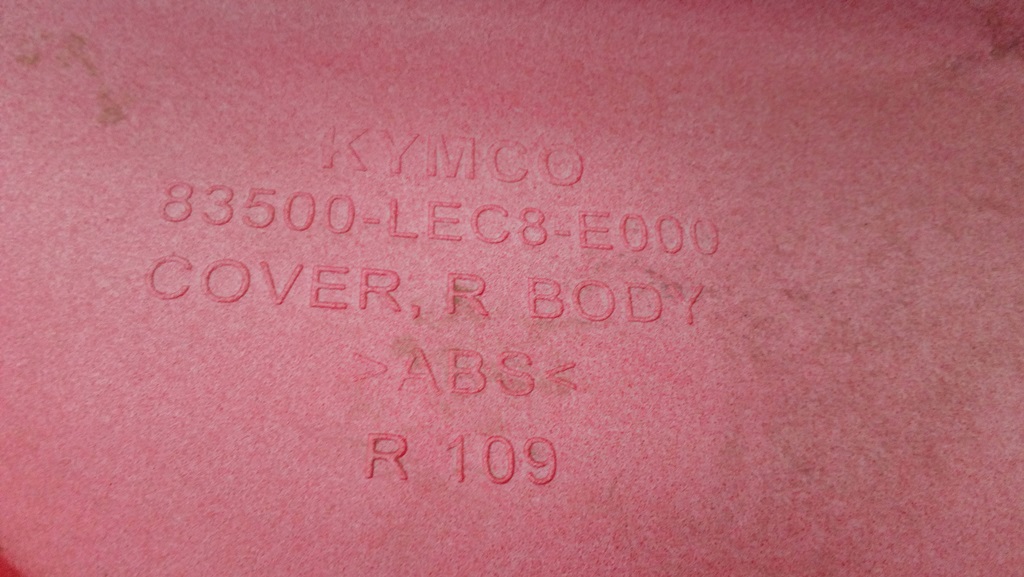 KYMCO
83500-LEC8-E000
COVER, R BODY
>ABS<
R 109